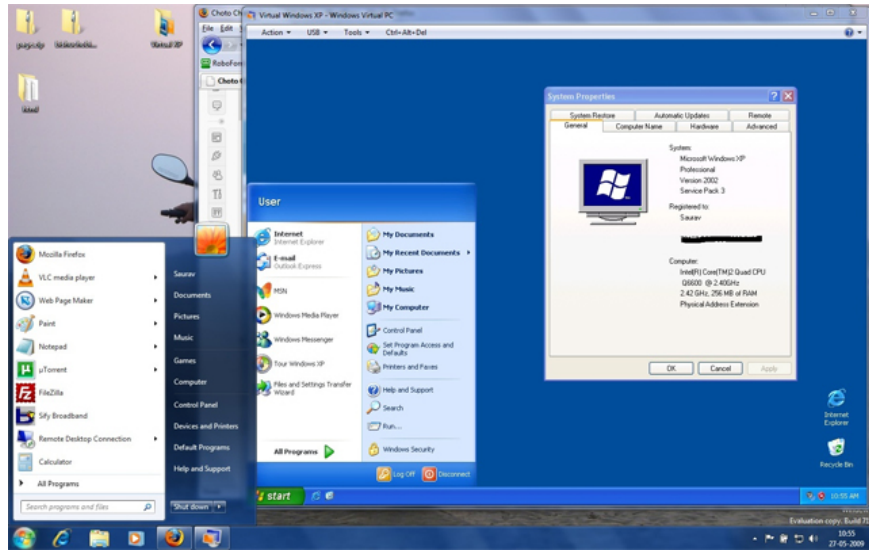 Virtual XP
html
Choto Ch
File Edit
RoboForm
Choto
Virtual Windows XP - Windows Virtual PC
Action USB Tools Ctrl+Alt+Del
System Properties
System Restore Automatic Updates Remote
General Computer Name Hardware Advanced
System:
Microsoft Windows XP
Professional
Version 2002
Service Pack 3
Registered to:
Saurav
Computer:
Intel(R) Core(TM)2 Quad CPU
Q6600 @ 2.40GHz
2.42 GHz, 256 MB of RAM
Physical Address Extension
OK Cancel Apply
User
Internet
Internet Explorer
E-mail
Outlook Express
MSN
Windows Media Player
Windows Messenger
Tour Windows XP
Files and Settings Transfer
Wizard
All Programs
My Documents
My Recent Documents
My Pictures
My Music
My Computer
Control Panel
Set Program Access and
Defaults
Printers and Faxes
Help and Support
Search
Run...
Windows Security
Log Off Disconnect
start
Internet
Explorer
Recycle Bin
10:55 AM
Mozilla Firefox
VLC media player
Web Page Maker
Paint
Notepad
µTorrent
FileZilla
Sify Broadband
Remote Desktop Connection
Calculator
All Programs
Search programs and files
Saurav
Documents
Pictures
Music
Games
Computer
Control Panel
Devices and Printers
Default Programs
Help and Support
Shut down
Evaluation copy. Build
10:55
27-05-2009